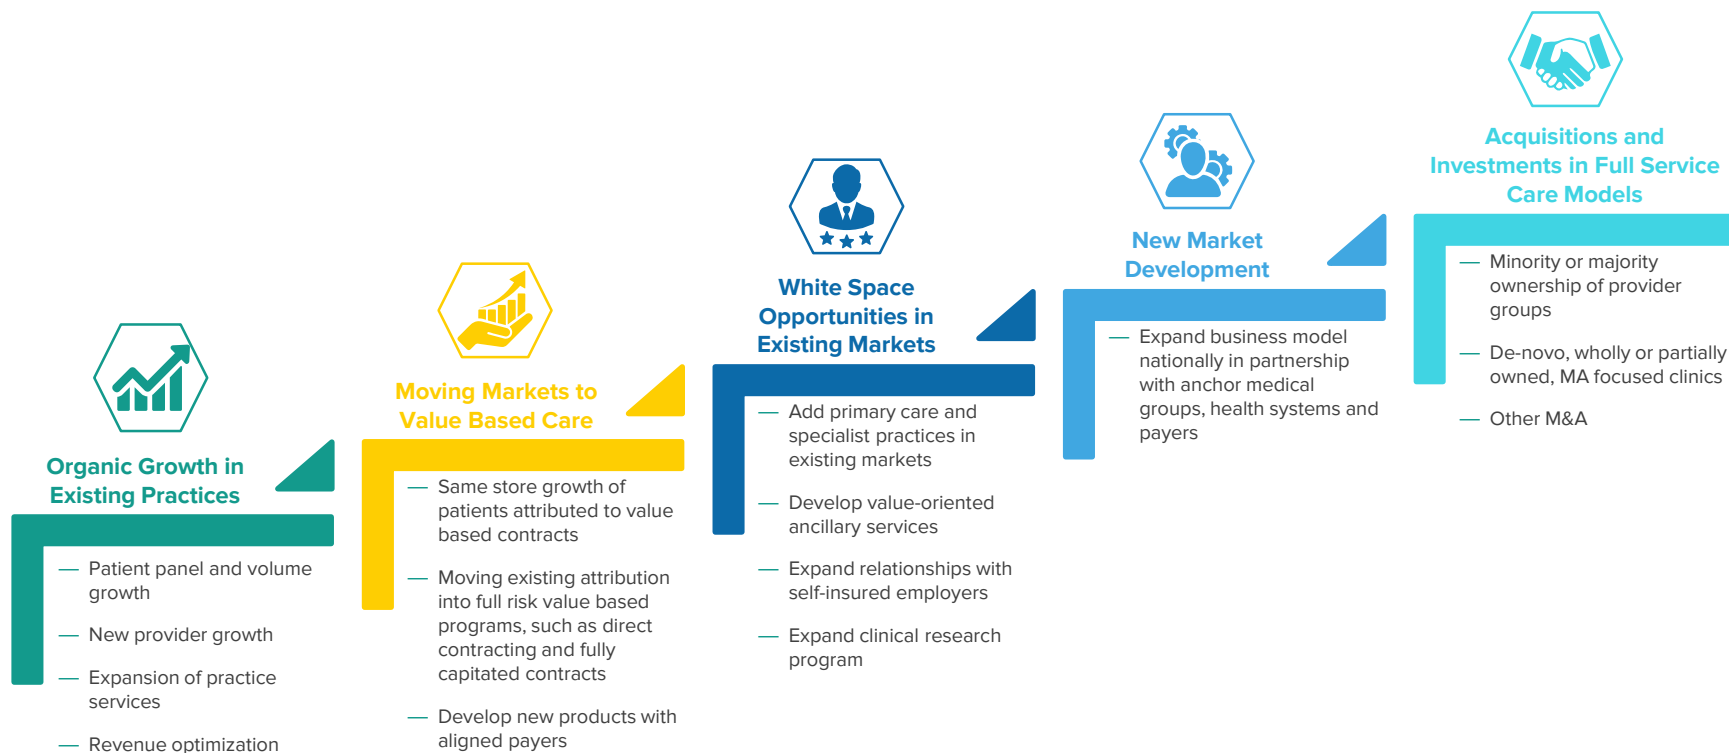 Organic Growth in
Existing Practices
— Patient panel and volume
growth
— New provider growth
— Expansion of practice
services
— Revenue optimization
Moving Markets to
Value Based Care
— Same store growth of
patients attributed to value
based contracts
— Moving existing attribution
into full risk value based
programs, such as direct
contracting and fully
capitated contracts
— Develop new products with
aligned payers
White Space
Opportunities in
Existing Markets
— Add primary care and
specialist practices in
existing markets
— Develop value-oriented
ancillary services
— Expand relationships with
self-insured employers
— Expand clinical research
program
New Market
Development
— Expand business model
nationally in partnership
with anchor medical
groups, health systems and
payers
Acquisitions and
Investments in Full Service
Care Models
— Minority or majority
ownership of provider
groups
— De-novo, wholly or partially
owned, MA focused clinics
— Other M&A